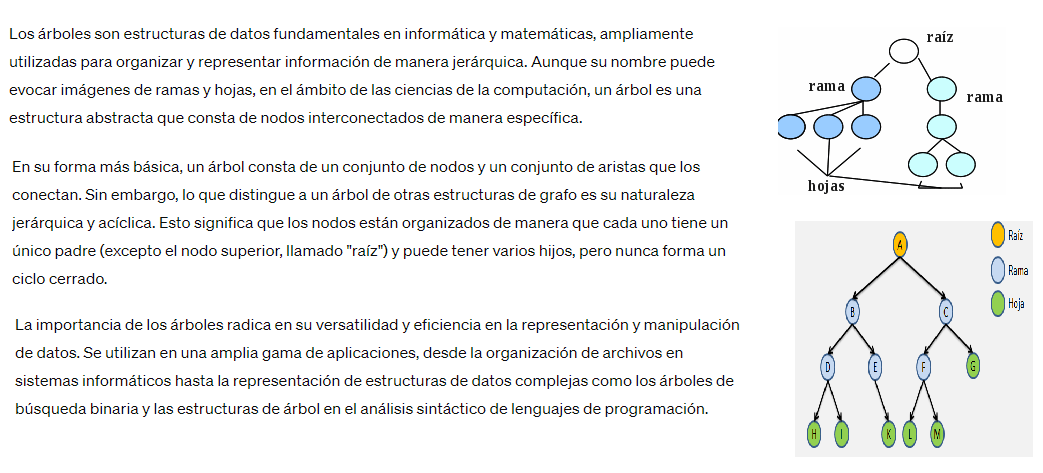 Los árboles son estructuras de datos fundamentales en informática y matemáticas, ampliamente
utilizadas para organizar y representar información de manera jerárquica. Aunque su nombre puede
evocar imágenes de ramas y hojas, en el ámbito de las ciencias de la computación, un árbol es una
estructura abstracta que consta de nodos interconectados de manera específica.
En su forma más básica, un árbol consta de un conjunto de nodos y un conjunto de aristas que los
conectan. Sin embargo, lo que distingue a un árbol de otras estructuras de grafo es su naturaleza
jerárquica y acíclica. Esto significa que los nodos están organizados de manera que cada uno tiene un
único padre (excepto el nodo superior, llamado "raíz") y puede tener varios hijos, pero nunca forma un
ciclo cerrado.
La importancia de los árboles radica en su versatilidad y eficiencia en la representación y manipulación
de datos. Se utilizan en una amplia gama de aplicaciones, desde la organización de archivos en
sistemas informáticos hasta la representación de estructuras de datos complejas como los árboles de
búsqueda binaria y las estructuras de árbol en el análisis sintáctico de lenguajes de programación.
raíz
rama
rama
hojas
A
Raíz
Rama
Hoja
B C
D E F G
H I K L M